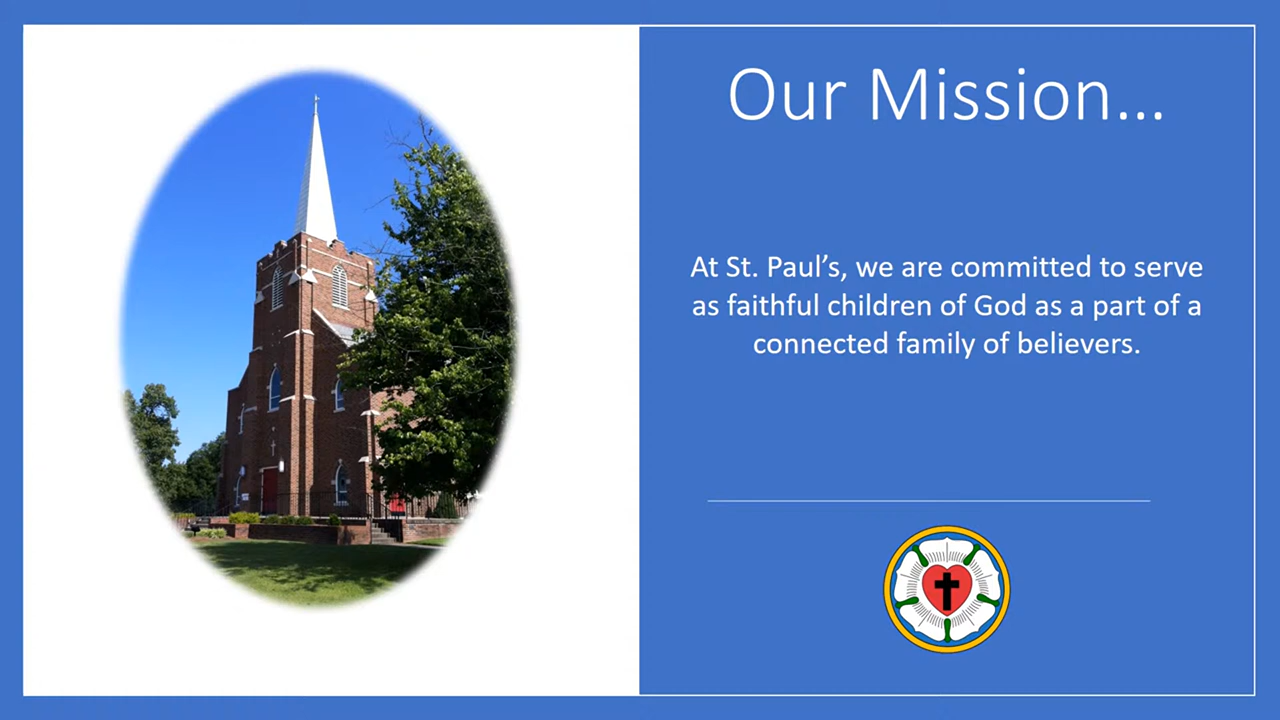 Our Mission...
At St. Paul’s, we are committed to serve
as faithful children of God as a part of a
connected family of believers.